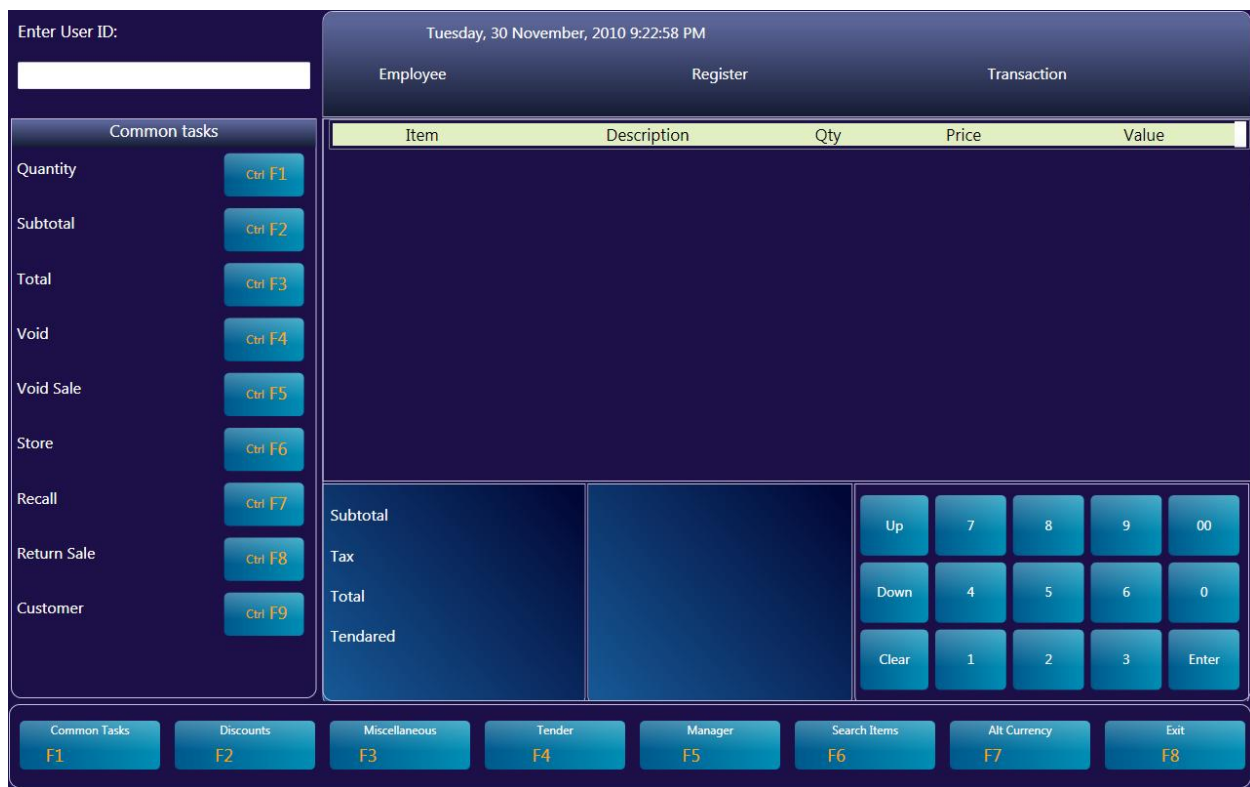 Enter User ID:
Tuesday, 30 November, 2010 9:22:58 PM
Employee Register Transaction
Common tasks
Quantity Ctrl F1
Subtotal Ctrl F2
Total Ctrl F3
Void Ctrl F4
Void Sale Ctrl F5
Store Ctrl F6
Recall Ctrl F7
Return Sale Ctrl F8
Customer Ctrl F9
Item Description Qty Price Value
Subtotal
Tax
Total
Tendared
Up 7 8 9 00
Down 4 5 6 0
Clear 1 2 3 Enter
Common Tasks Discounts Miscellaneous Tender Manager Search Items Alt Currency Exit
F1 F2 F3 F4 F5 F6 F7 F8